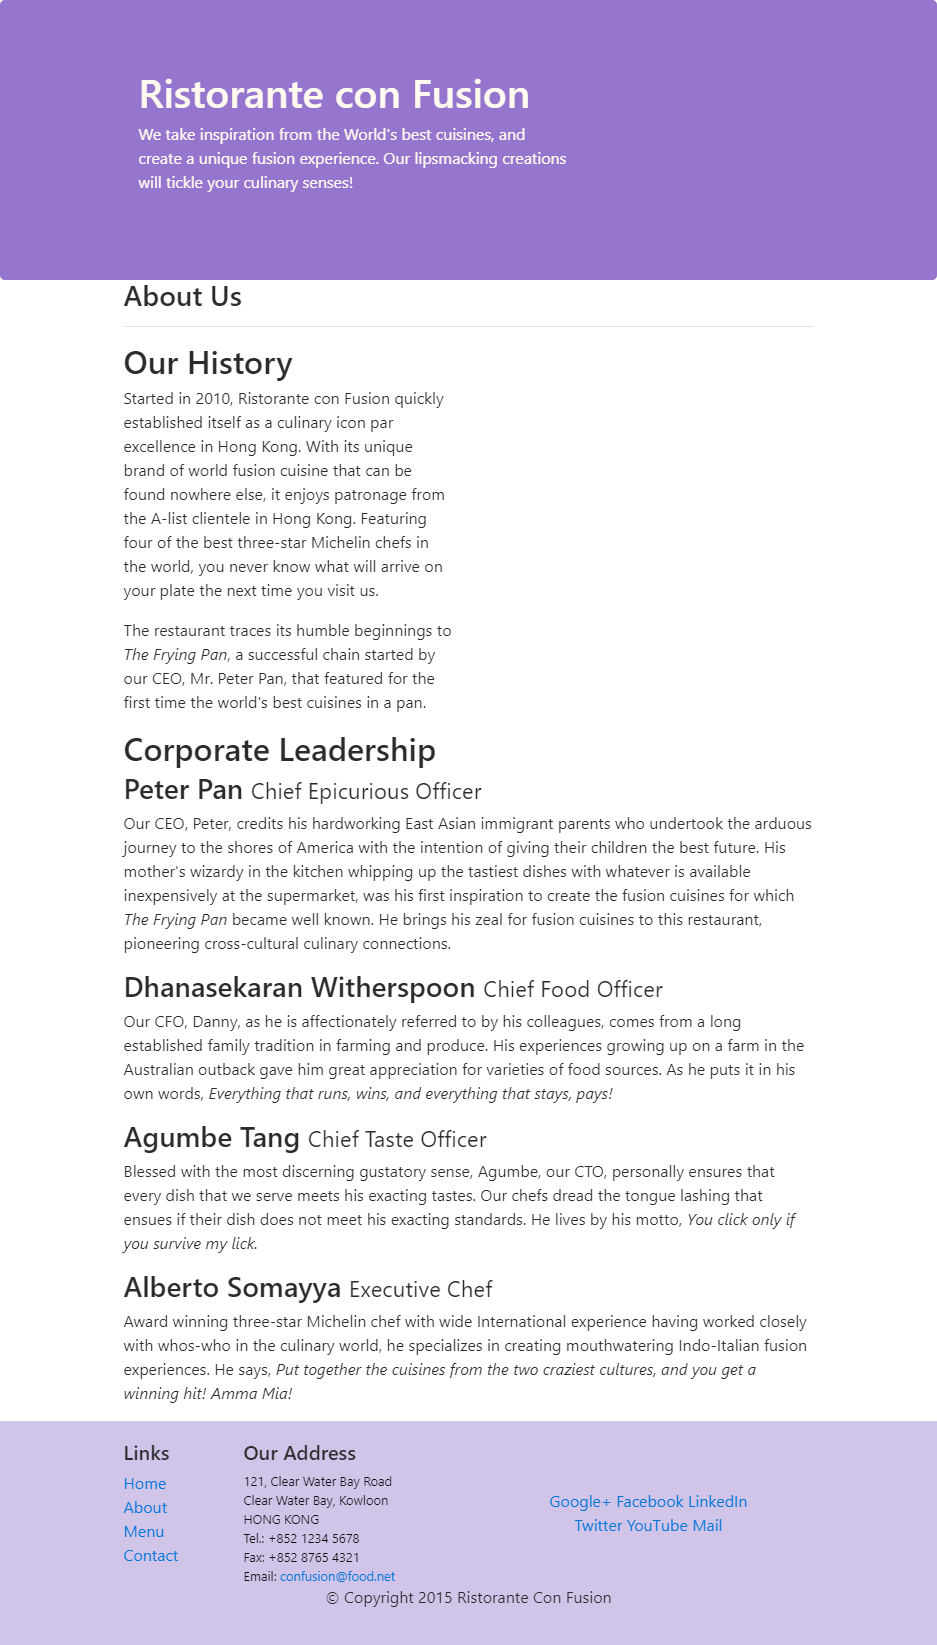 Ristorante con Fusion
We take inspiration from the World's best cuisines, and
create a unique fusion experience. Our lipsmacking creations
will tickle your culinary senses!
About Us
Our History
Started in 2010, Ristorante con Fusion quickly
established itself as a culinary icon par
excellence in Hong Kong. With its unique
brand of world fusion cuisine that can be
found nowhere else, it enjoys patronage from
the A-list clientele in Hong Kong. Featuring
four of the best three-star Michelin chefs in
the world, you never know what will arrive on
your plate the next time you visit us.
The restaurant traces its humble beginnings to
The Frying Pan, a successful chain started by
our CEO, Mr. Peter Pan, that featured for the
first time the world's best cuisines in a pan.
Corporate Leadership
Peter Pan Chief Epicurious Officer
Our CEO, Peter, credits his hardworking East Asian immigrant parents who undertook the arduous
journey to the shores of America with the intention of giving their children the best future. His
mother's wizardy in the kitchen whipping up the tastiest dishes with whatever is available
inexpensively at the supermarket, was his first inspiration to create the fusion cuisines for which
The Frying Pan became well known. He brings his zeal for fusion cuisines to this restaurant,
pioneering cross-cultural culinary connections.
Dhanasekaran Witherspoon Chief Food Officer
Our CFO, Danny, as he is affectionately referred to by his colleagues, comes from a long
established family tradition in farming and produce. His experiences growing up on a farm in the
Australian outback gave him great appreciation for varieties of food sources. As he puts it in his
own words, Everything that runs, wins, and everything that stays, pays!
Agumbe Tang Chief Taste Officer
Blessed with the most discerning gustatory sense, Agumbe, our CTO, personally ensures that
every dish that we serve meets his exacting tastes. Our chefs dread the tongue lashing that
ensues if their dish does not meet his exacting standards. He lives by his motto, You click only if
you survive my lick.
Alberto Somayya Executive Chef
Award winning three-star Michelin chef with wide International experience having worked closely
with whos-who in the culinary world, he specializes in creating mouthwatering Indo-Italian fusion
experiences. He says, Put together the cuisines from the two craziest cultures, and you get a
winning hit! Amma Mia!
Links
Home
About
Menu
Contact
Our Address
121, Clear Water Bay Road
Clear Water Bay, Kowloon
HONG KONG
Tel.: +852 1234 5678
Fax: +852 8765 4321
Email: confusion@food.net
Google+ Facebook LinkedIn
Twitter YouTube Mail
© Copyright 2015 Ristorante Con Fusion